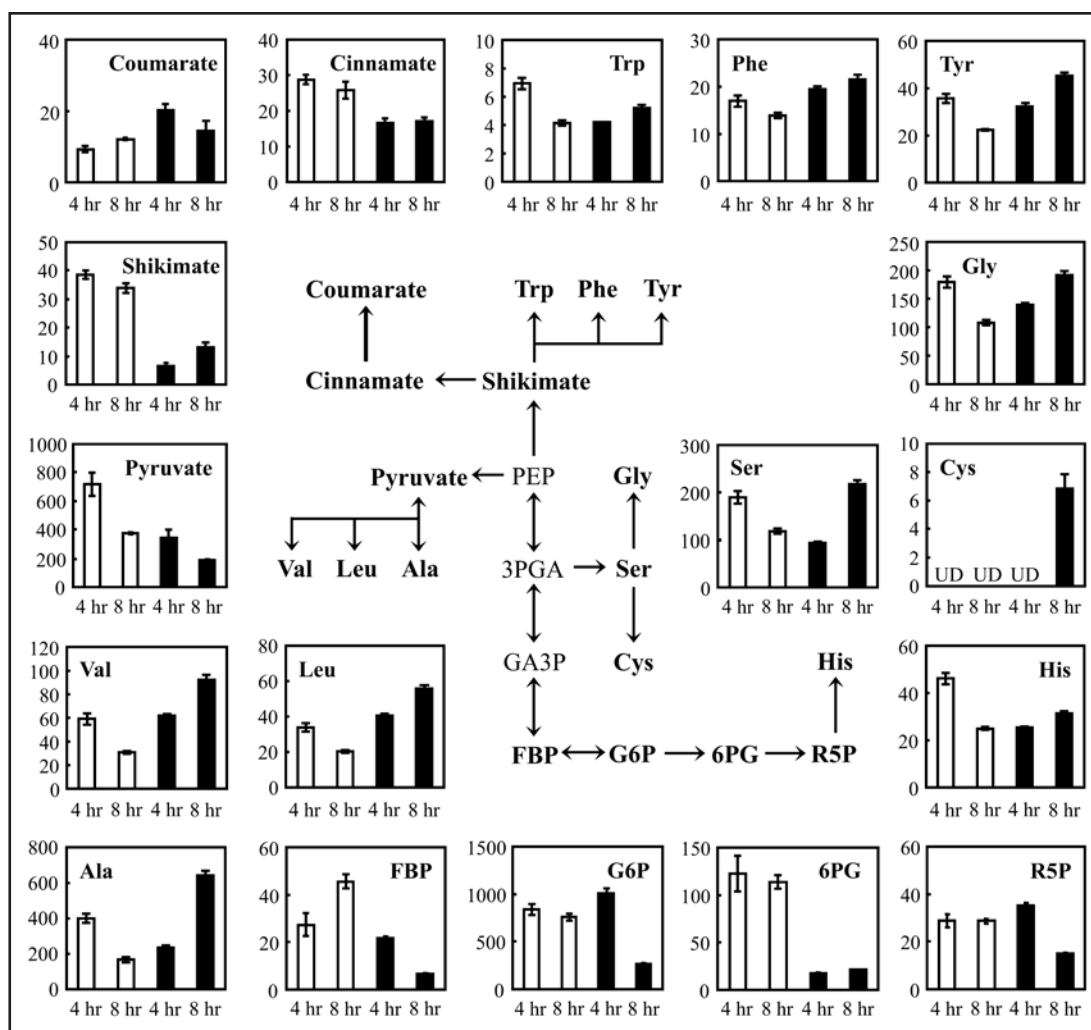 Coumarate
40
20
0
4 hr 8 hr 4 hr 8 hr
Cinnamate
40
30
20
10
0
4 hr 8 hr 4 hr 8 hr
Trp
10
8
6
4
2
0
4 hr 8 hr 4 hr 8 hr
Phe
30
20
10
0
4 hr 8 hr 4 hr 8 hr
Tyr
60
40
20
0
4 hr 8 hr 4 hr 8 hr
Shikimate
50
40
30
20
10
0
4 hr 8 hr 4 hr 8 hr
Coumarate
Trp Phe Tyr
Cinnamate Shikimate
Gly
250
200
150
100
50
0
4 hr 8 hr 4 hr 8 hr
Pyruvate
1000
800
600
400
200
0
4 hr 8 hr 4 hr 8 hr
Pyruvate PEP Gly
Val Leu Ala 3PGA Ser
GA3P Cys His
FBP G6P 6PG R5P
Ser
300
200
100
0
4 hr 8 hr 4 hr 8 hr
Cys
10
8
6
4
2
0
UD UD UD
4 hr 8 hr 4 hr 8 hr
Val
120
100
80
60
40
20
0
4 hr 8 hr 4 hr 8 hr
Leu
80
60
40
20
0
4 hr 8 hr 4 hr 8 hr
His
60
40
20
0
4 hr 8 hr 4 hr 8 hr
Ala
800
600
400
200
0
4 hr 8 hr 4 hr 8 hr
FBP
60
40
20
0
4 hr 8 hr 4 hr 8 hr
G6P
1500
1000
500
0
4 hr 8 hr 4 hr 8 hr
6PG
150
100
50
0
4 hr 8 hr 4 hr 8 hr
R5P
60
40
20
0
4 hr 8 hr 4 hr 8 hr